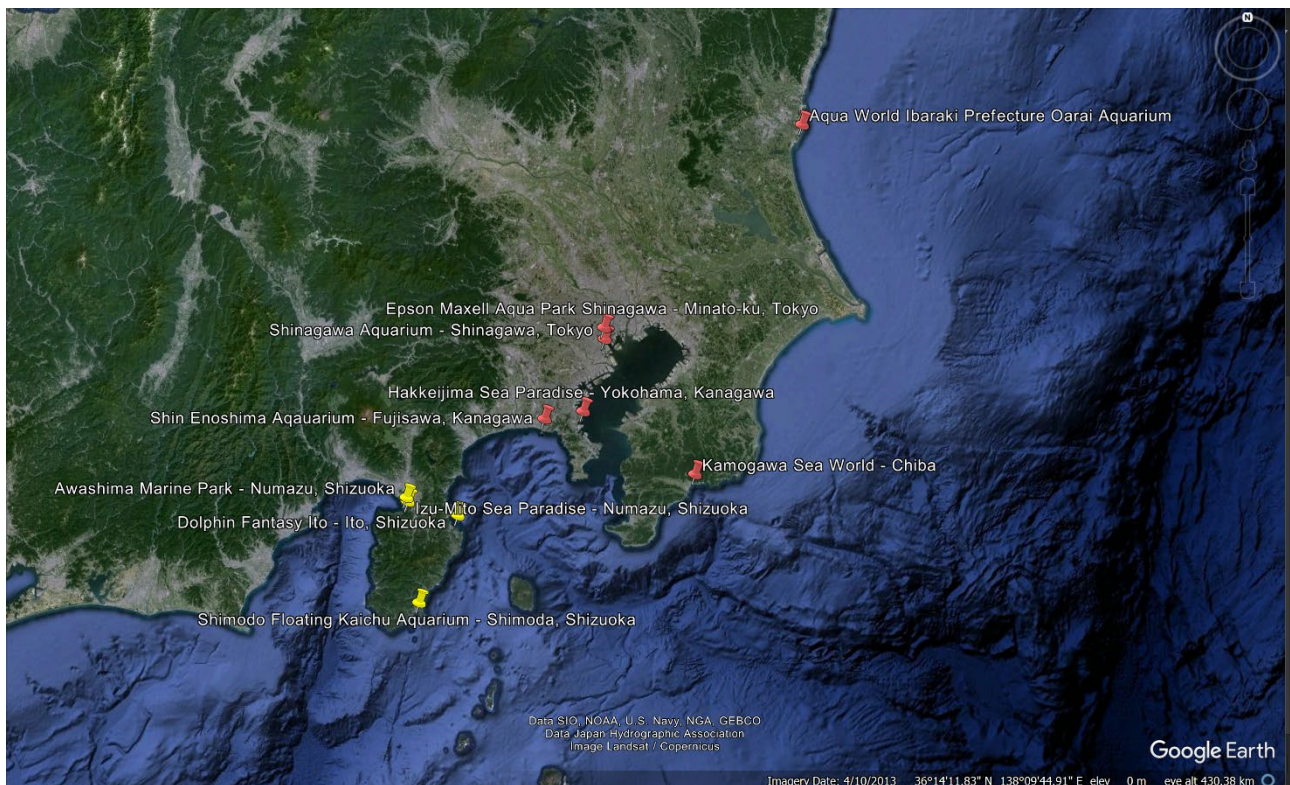 N
Aqua World Ibaraki Prefecture Oarai Aquarium
Epson Maxell Aqua Park Shinagawa - Minato-ku, Tokyo
Shinagawa Aquarium - Shinagawa, Tokyo
Hakkeijima Sea Paradise - Yokohama, Kanagawa
Shin Enoshima Aqauarium - Fujisawa, Kanagawa
Kamogawa Sea World - Chiba
Awashima Marine Park - Numazu, Shizuoka
Izu-Mito Sea Paradise - Numazu, Shizuoka
Dolphin Fantasy Ito - Ito, Shizuoka
Shimodo Floating Kaichu Aquarium - Shimoda, Shizuoka
Data SIO, NOAA, U.S. Navy, NGA, GEBCO
Data Japan Hydrographic Association
Image Landsat / Copernicus
Google Earth
Imagery Date: 4/10/2013 36°14'11.83" N 138°09'44.91" E elev 0 m eye alt 430.38 km